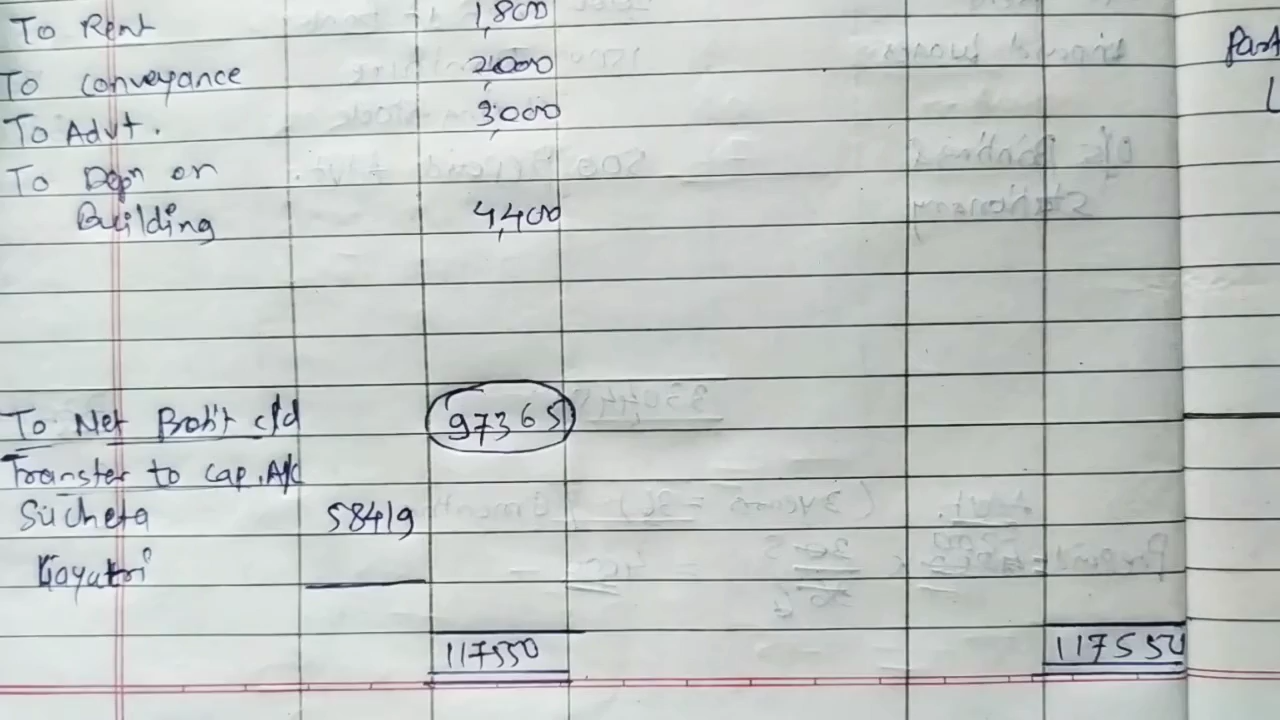 To Rent 1,800
To conveyance 2,000
To Advt. 3,000
To Depn on
Building 4,400
To Net Profit c/d 97365
Transfer to cap. A/c
Sucheta 58419
Gayatri
117550 117550